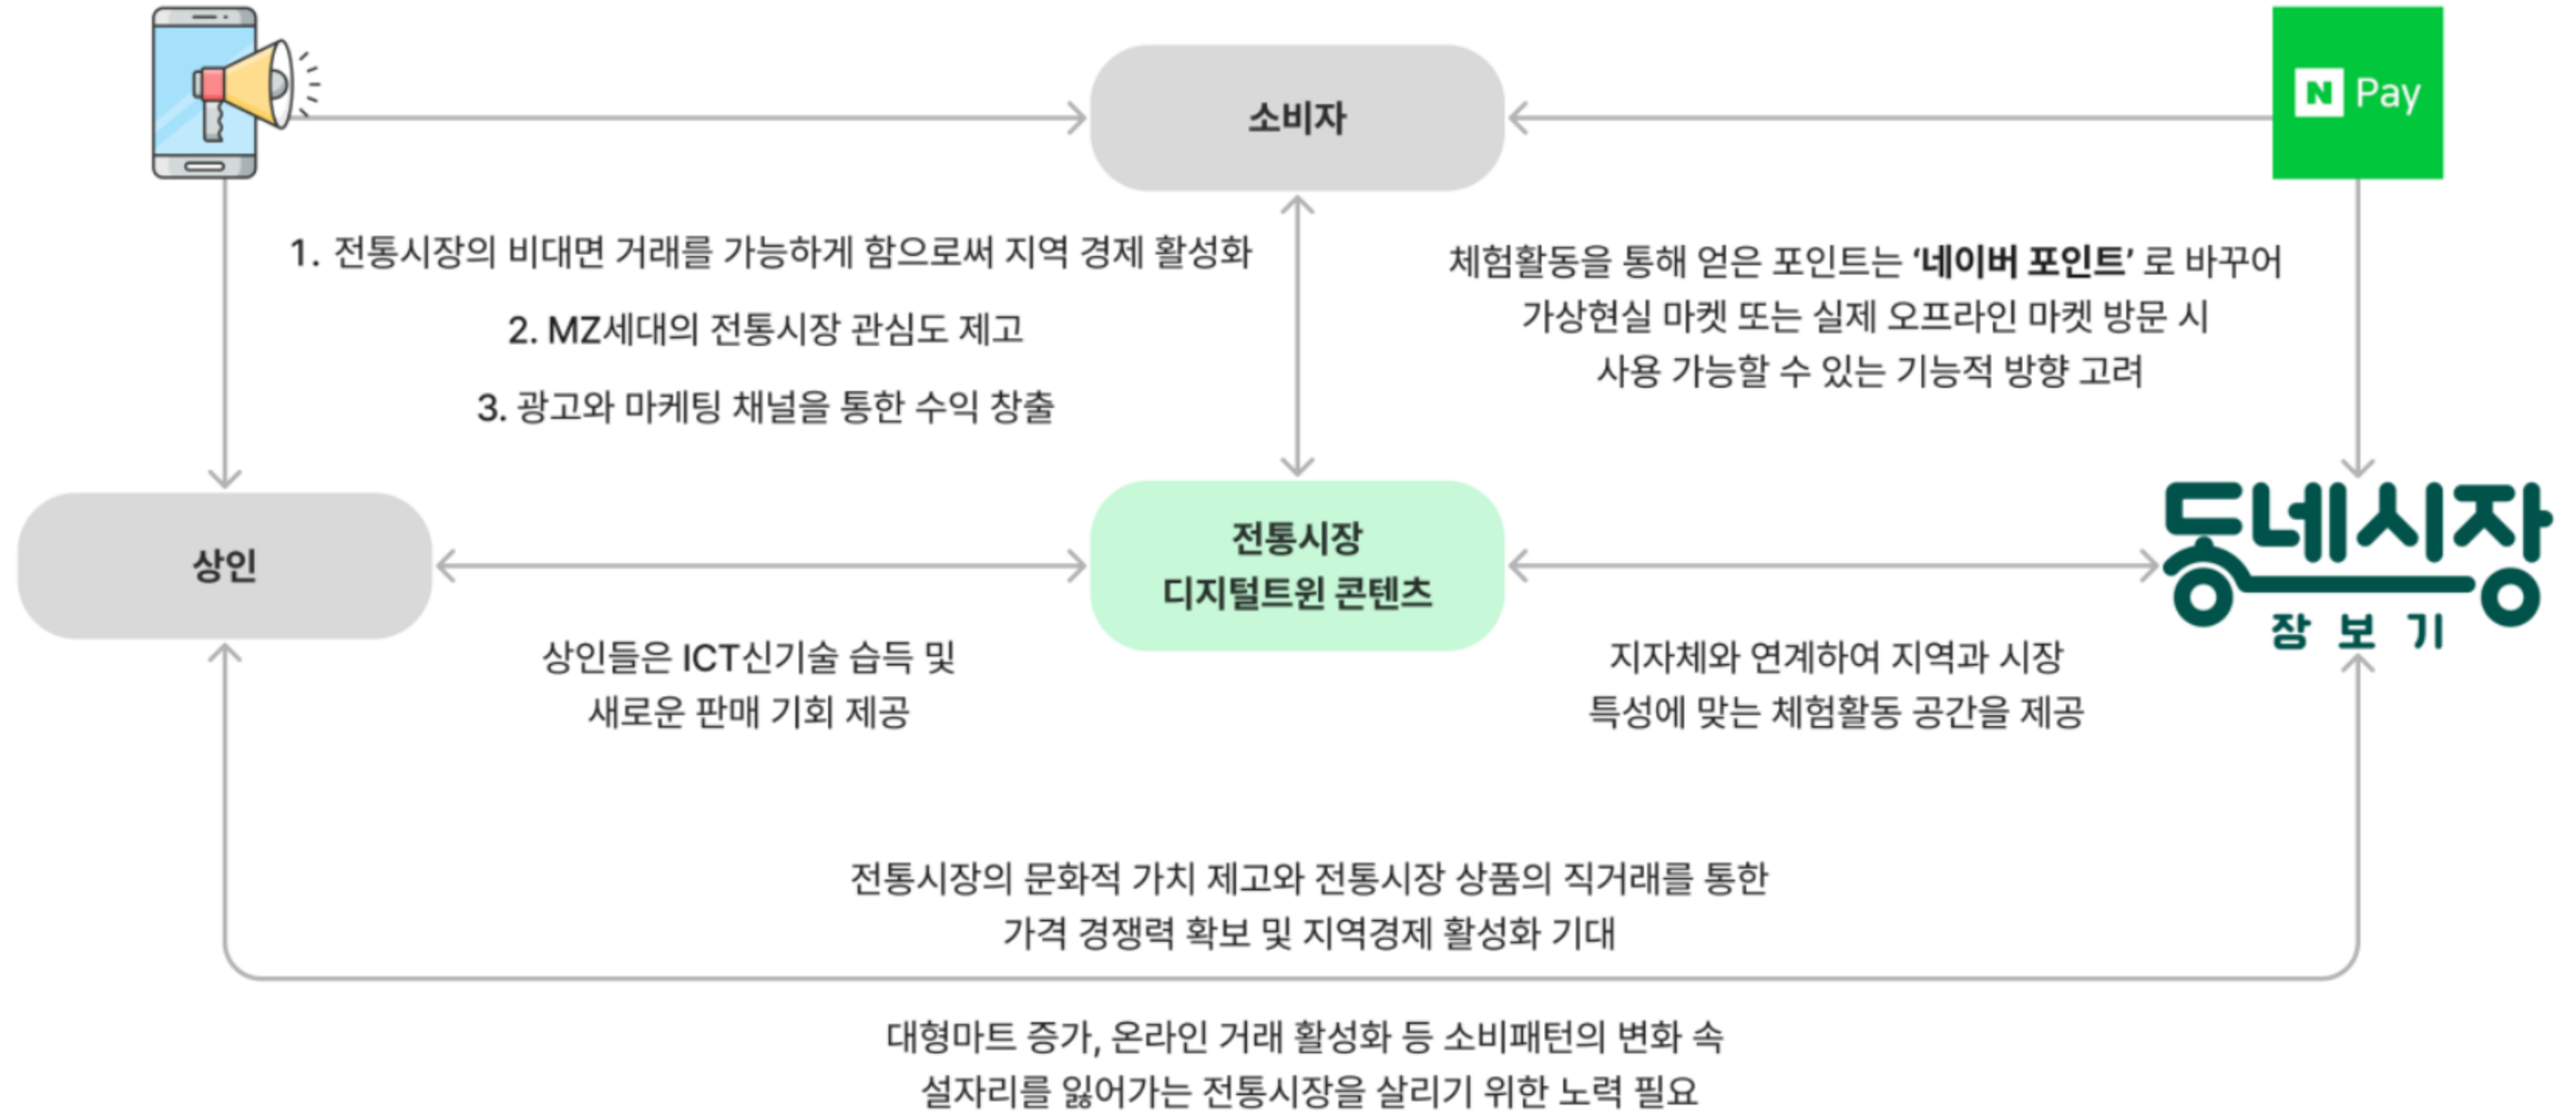 소비자
N Pay
1. 전통시장의 비대면 거래를 가능하게 함으로써 지역 경제 활성화
2. MZ세대의 전통시장 관심도 제고
3. 광고와 마케팅 채널을 통한 수익 창출
체험활동을 통해 얻은 포인트는 ‘네이버 포인트’ 로 바꾸어
가상현실 마켓 또는 실제 오프라인 마켓 방문 시
사용 가능할 수 있는 기능적 방향 고려
상인
전통시장
디지털트윈 콘텐츠
동네시장
장보기
상인들은 ICT신기술 습득 및
새로운 판매 기회 제공
지자체와 연계하여 지역과 시장
특성에 맞는 체험활동 공간을 제공
전통시장의 문화적 가치 제고와 전통시장 상품의 직거래를 통한
가격 경쟁력 확보 및 지역경제 활성화 기대
대형마트 증가, 온라인 거래 활성화 등 소비패턴의 변화 속
설자리를 잃어가는 전통시장을 살리기 위한 노력 필요